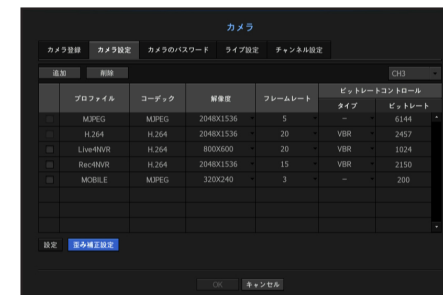 カメラ
カメラ登録 カメラ設定 カメラのパスワード ライブ設定 チャンネル設定
追加 削除 CH3
プロファイル コーデック 解像度 フレームレート ビットレートコントロール
タイプ ビットレート
MJPEG MJPEG 2048X1536 5 – 6144
H.264 H.264 2048X1536 20 VBR 2457
Live4NVR H.264 800X600 20 VBR 1024
Rec4NVR H.264 2048X1536 15 VBR 2150
MOBILE MJPEG 320X240 3 – 200
設定 歪み補正設定
OK キャンセル